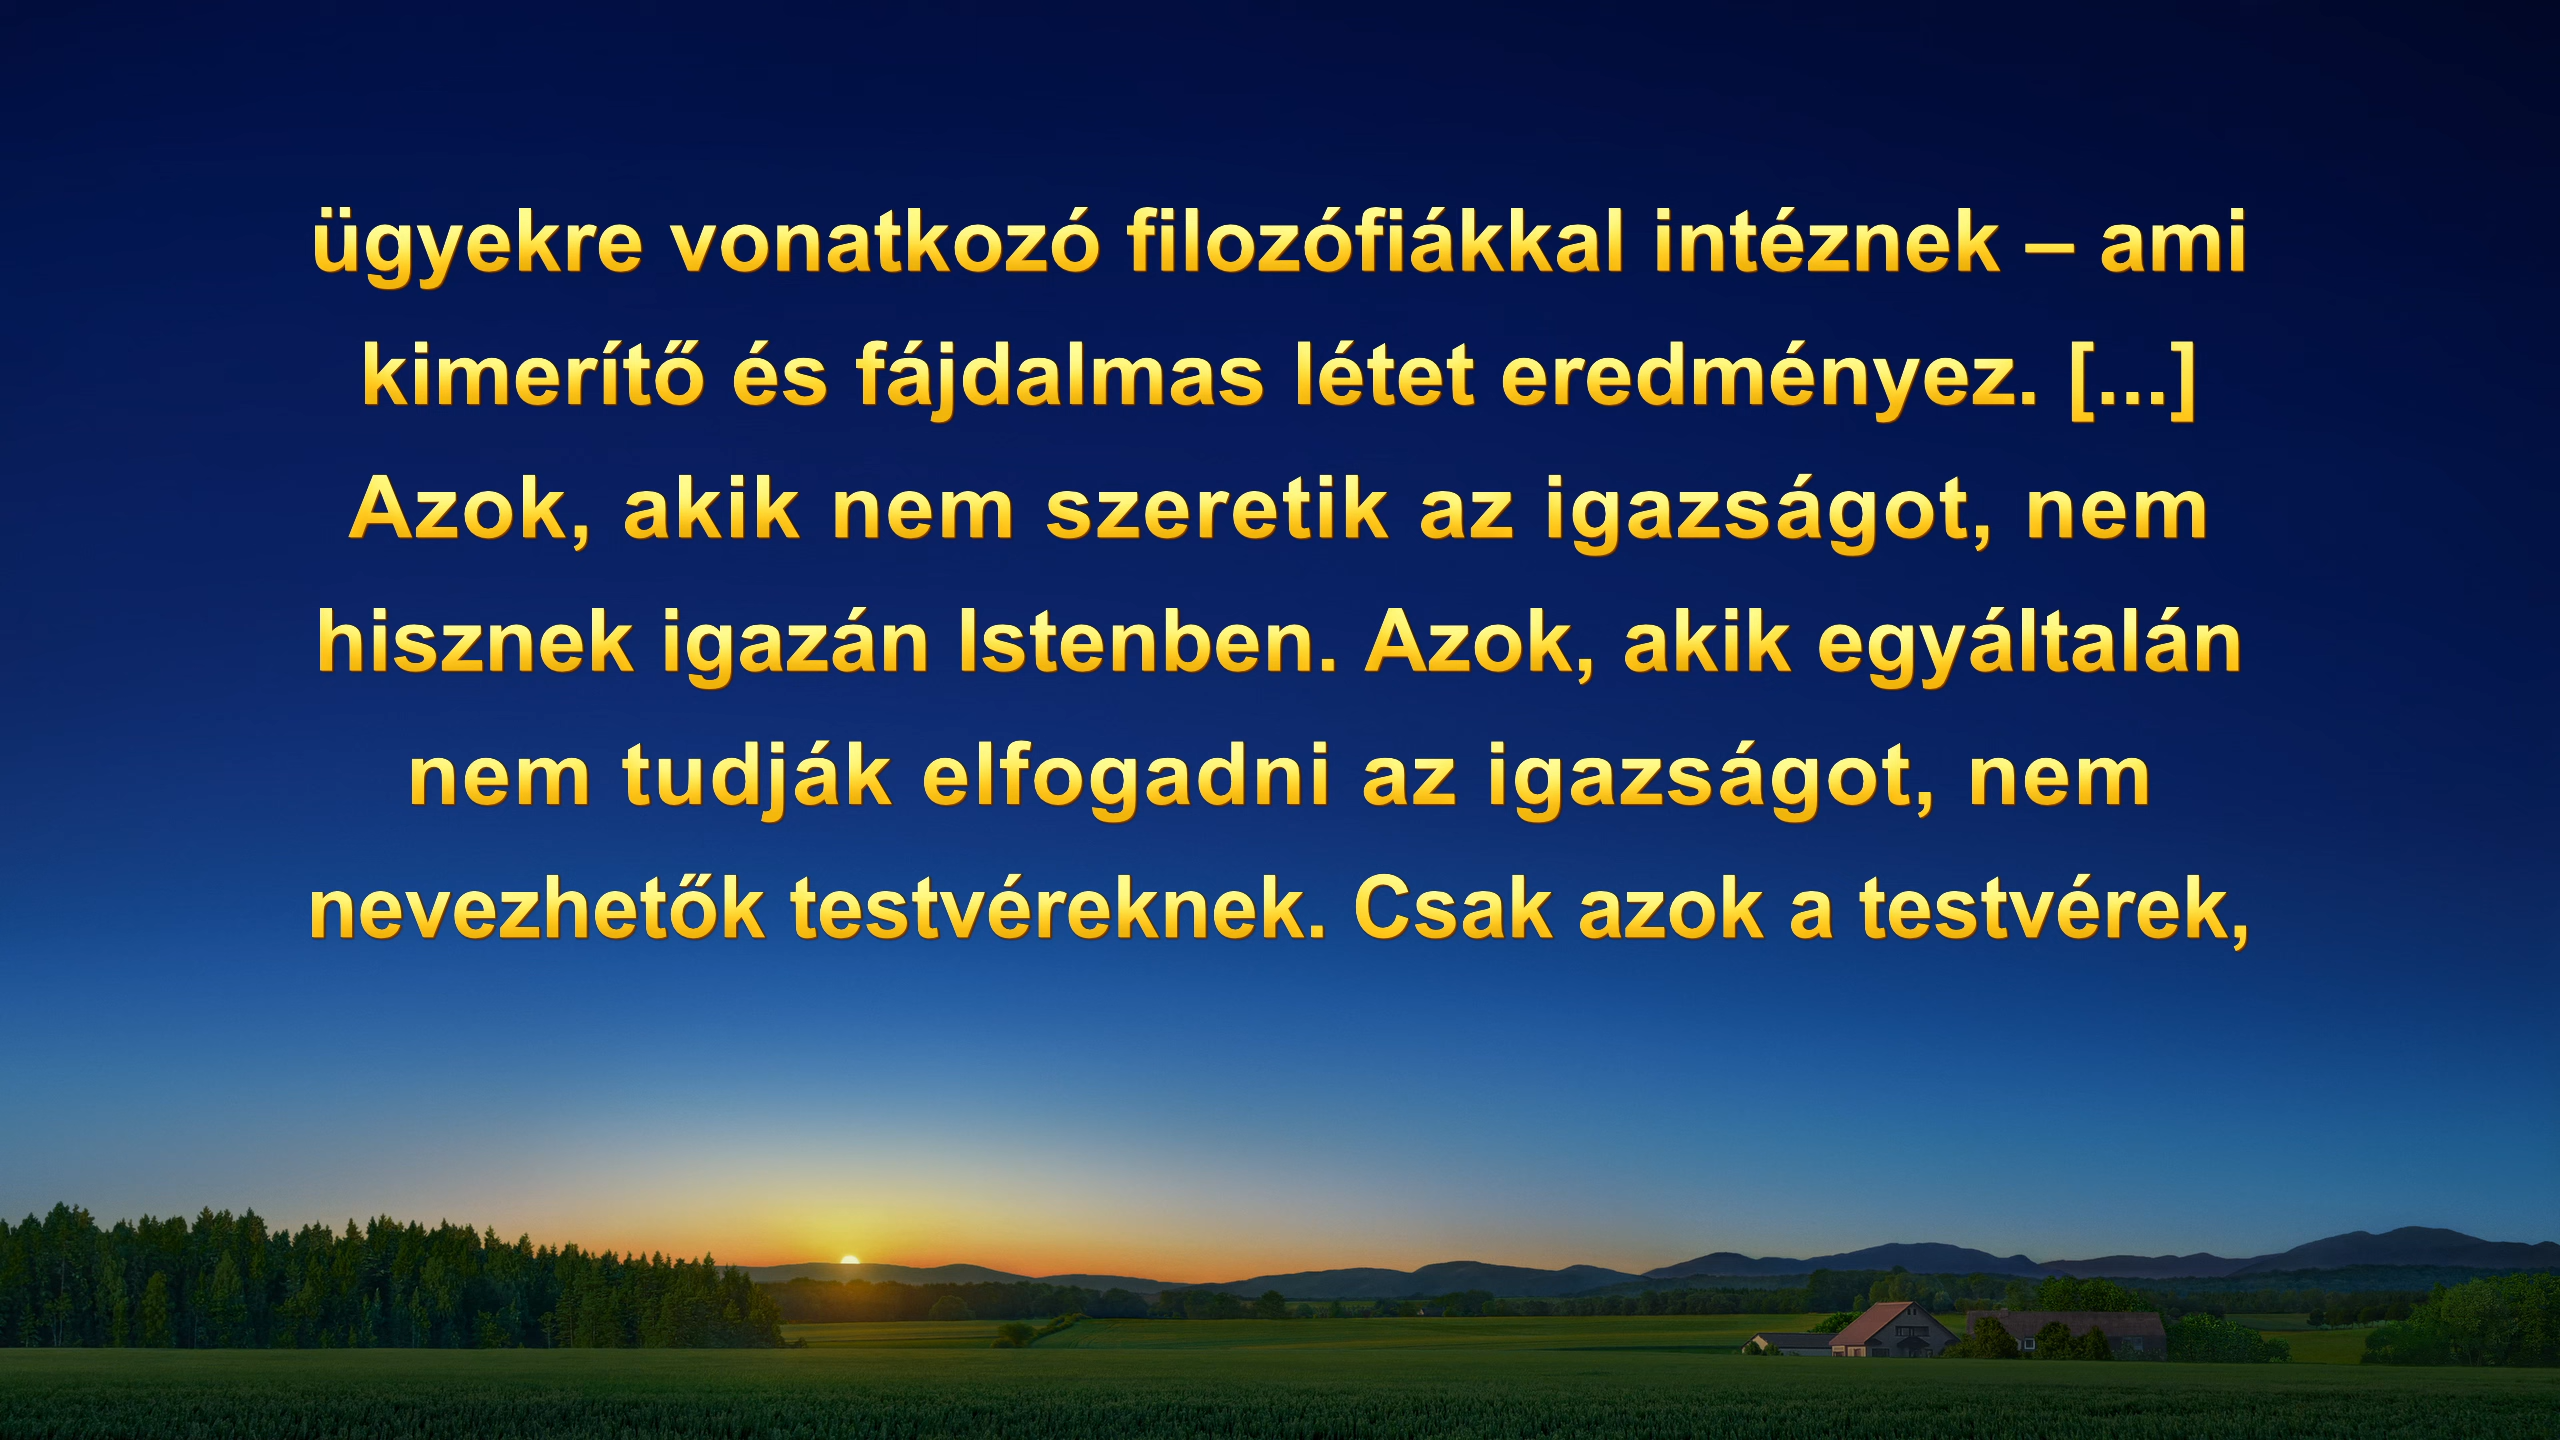 ügyekre vonatkozó filozófiákkal intéznek – ami
kimerítő és fájdalmas létet eredményez. [...]
Azok, akik nem szeretik az igazságot, nem
hisznek igazán Istenben. Azok, akik egyáltalán
nem tudják elfogadni az igazságot, nem
nevezhetők testvéreknek. Csak azok a testvérek,